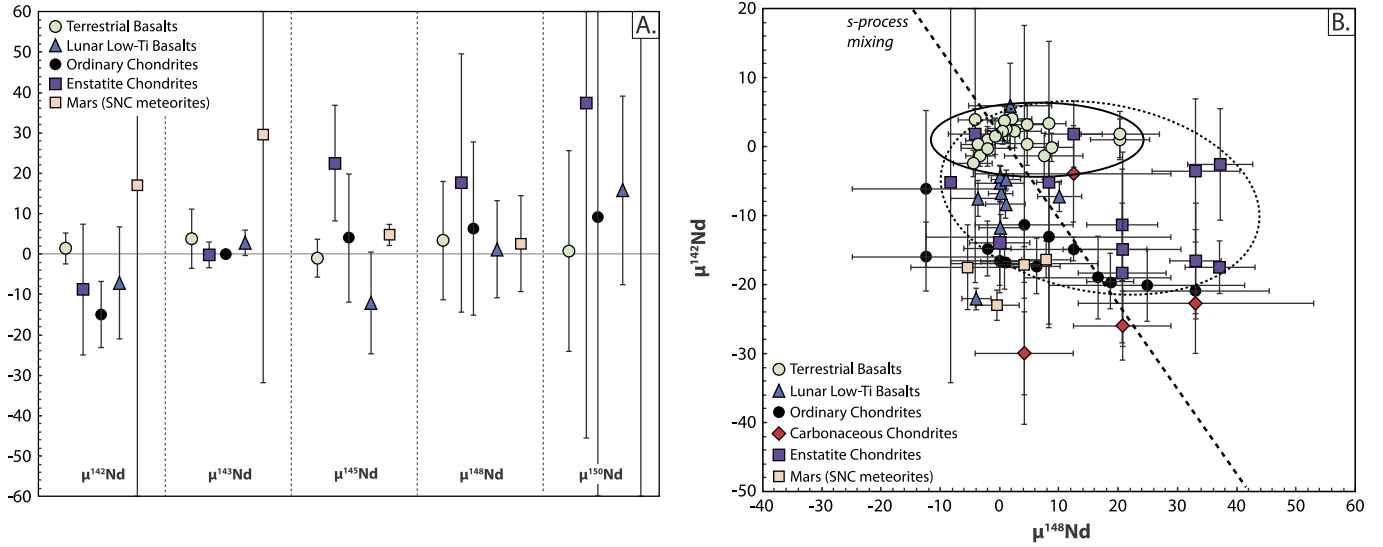 A.
60
50
40
30
20
10
0
-10
-20
-30
-40
-50
-60
Terrestrial Basalts
Lunar Low-Ti Basalts
Ordinary Chondrites
Enstatite Chondrites
Mars (SNC meteorites)
μ¹⁴²Nd
μ¹⁴³Nd
μ¹⁴⁵Nd
μ¹⁴⁸Nd
μ¹⁵⁰Nd
B.
s-process
mixing
μ¹⁴²Nd
20
10
0
-10
-20
-30
-40
-50
Terrestrial Basalts
Lunar Low-Ti Basalts
Ordinary Chondrites
Carbonaceous Chondrites
Enstatite Chondrites
Mars (SNC meteorites)
-40 -30 -20 -10 0 10 20 30 40 50 60
μ¹⁴⁸Nd